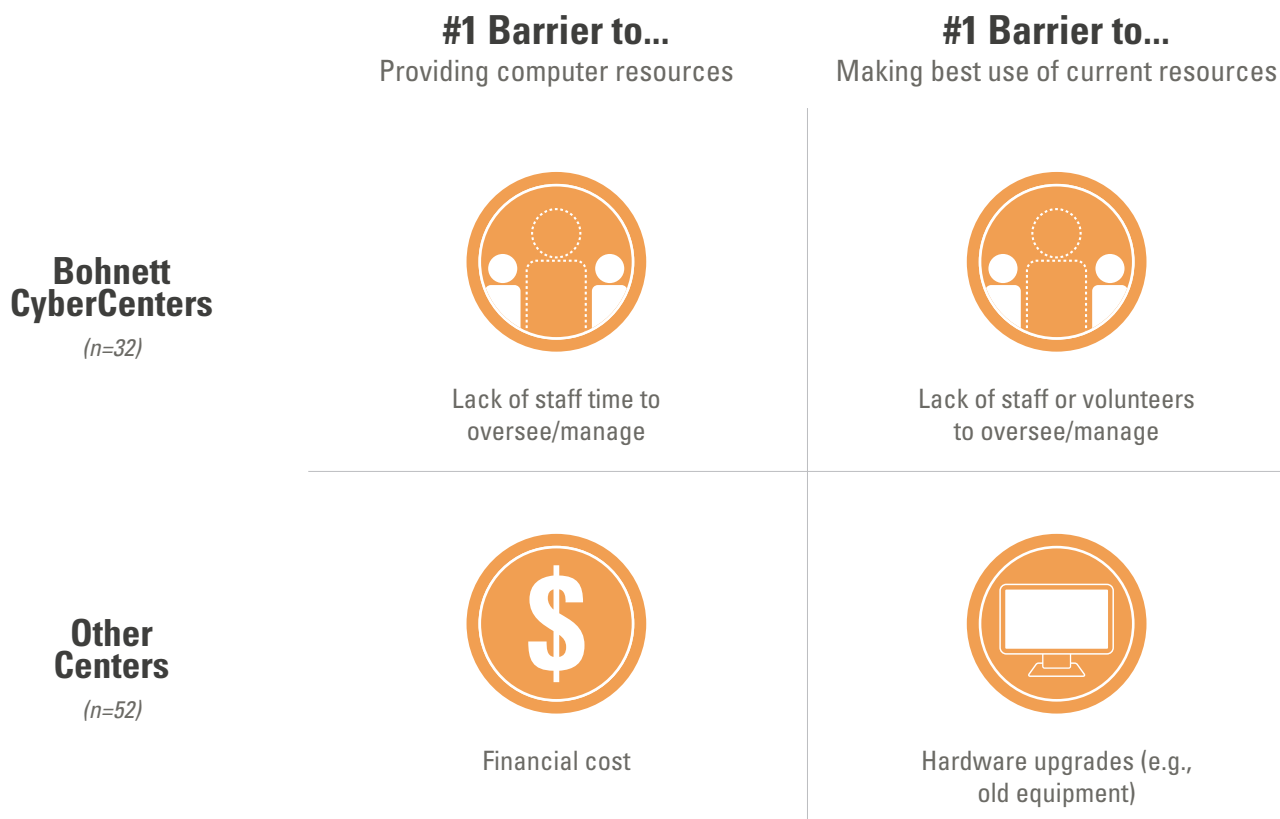 #1 Barrier to...
Providing computer resources
#1 Barrier to...
Making best use of current resources
Bohnett
CyberCenters
(n=32)
Lack of staff time to
oversee/manage
Lack of staff or volunteers
to oversee/manage
Other
Centers
(n=52)
$
Financial cost
Hardware upgrades (e.g.,
old equipment)